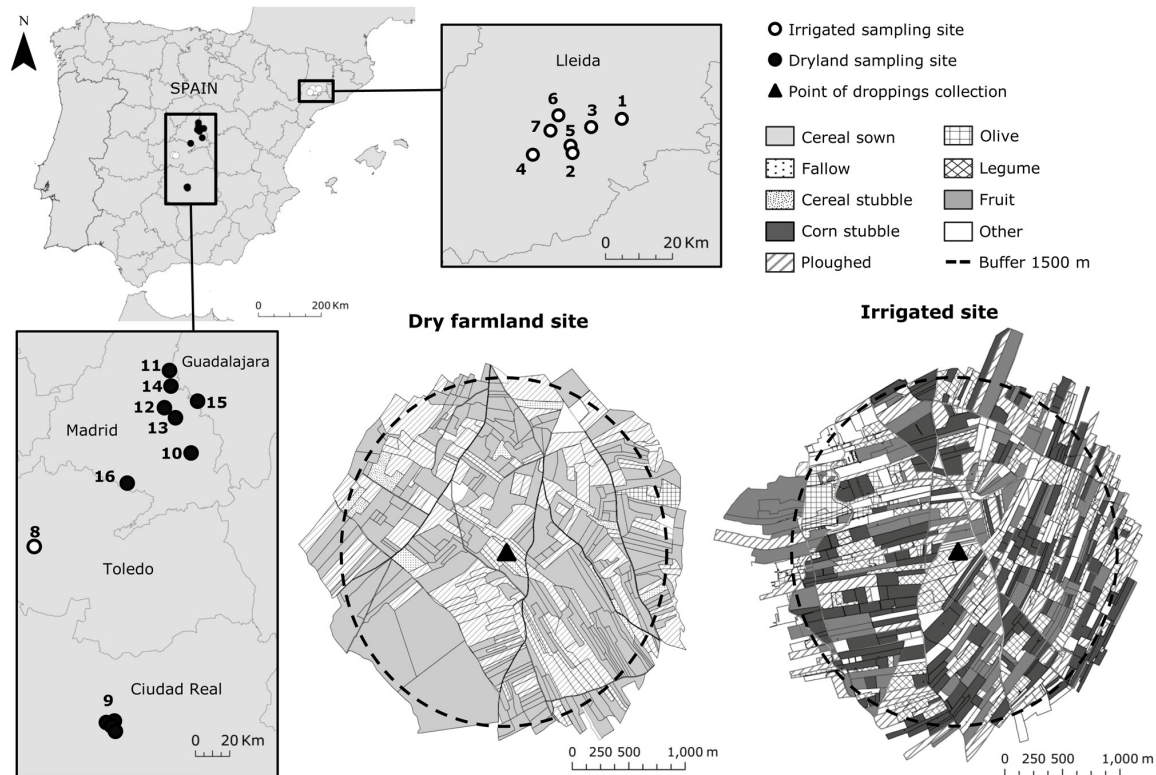 N
SPAIN
0 200 Km
Lleida
6
3
1
7
5
4
2
0 20 Km
Irrigated sampling site
Dryland sampling site
Point of droppings collection
Cereal sown
Olive
Fallow
Legume
Cereal stubble
Fruit
Corn stubble
Other
Ploughed
Buffer 1500 m
11
Guadalajara
14
12
15
13
Madrid
10
16
8
Toledo
Ciudad Real
9
0 20 Km
Dry farmland site
0 250 500 1,000 m
Irrigated site
0 250 500 1,000 m